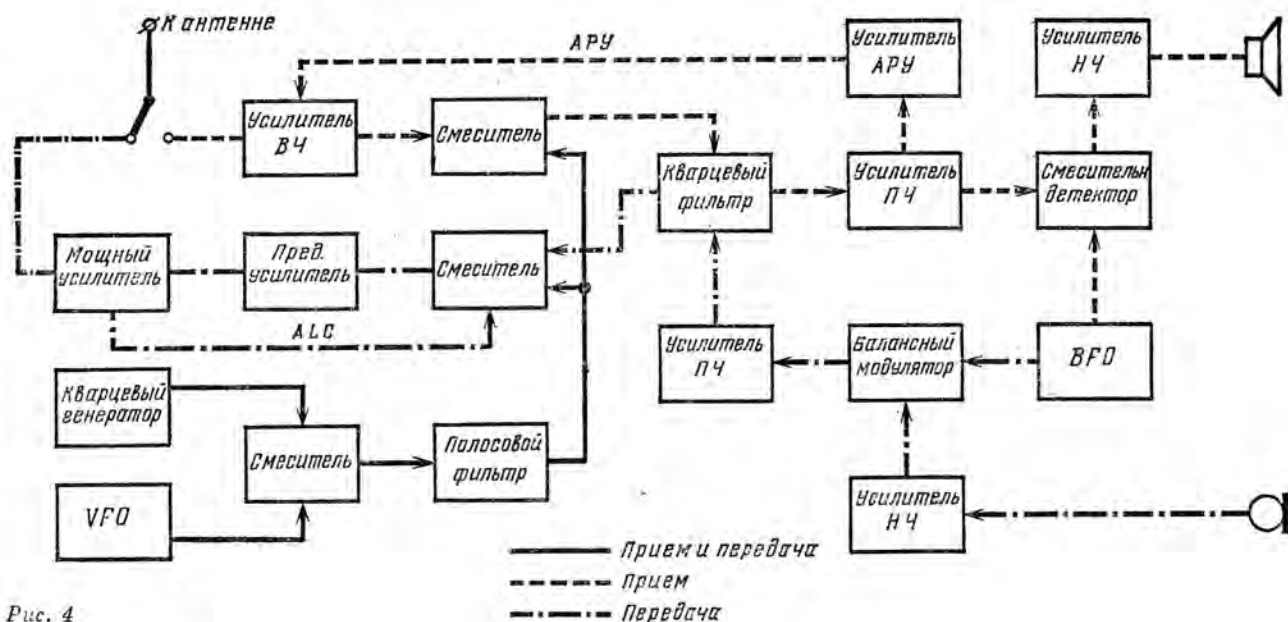 К антенне
АРУ
Усилитель
АРУ
Усилитель
НЧ
Усилитель
ВЧ
Смеситель
Кварцевый
фильтр
Усилитель
ПЧ
Смесительн
детектор
Мощный
усилитель
Пред.
усилитель
Смеситель
ALC
Усилитель
ПЧ
Балансный
модулятор
BFO
Кварцевый
генератор
Смеситель
Полосовой
фильтр
VFO
Усилитель
НЧ
Прием и передача
Прием
Передача
Рис. 4